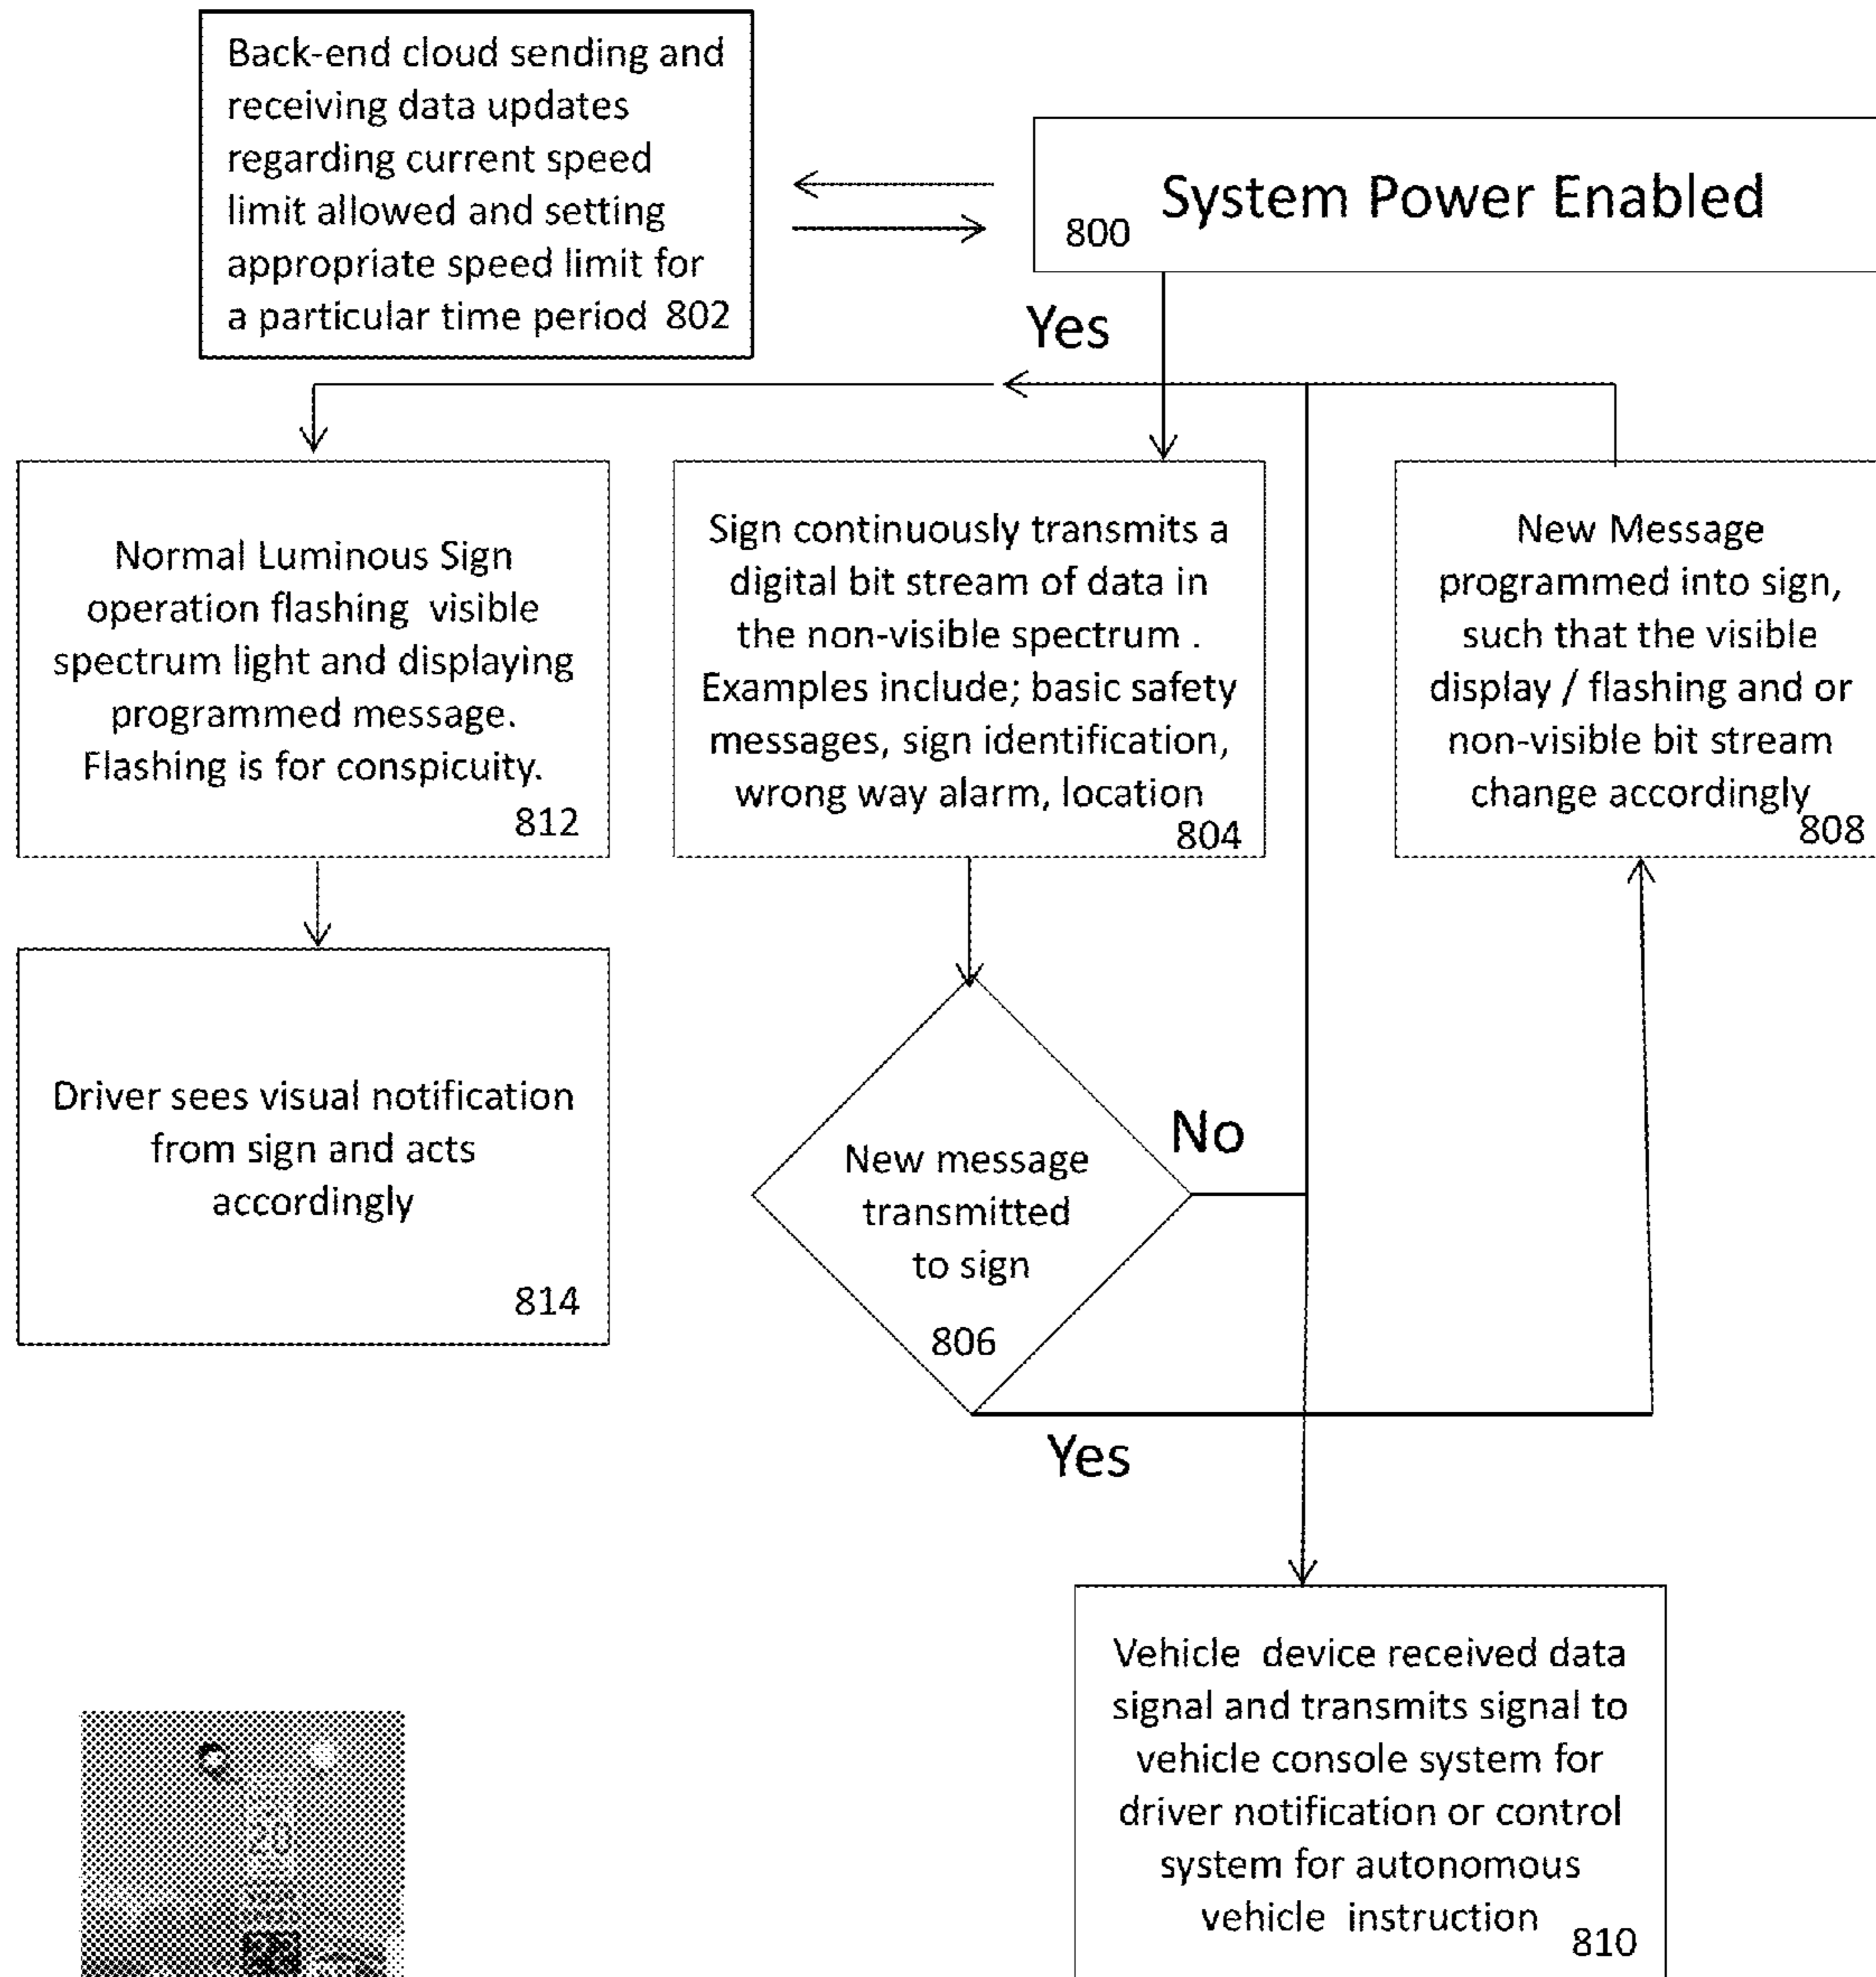 Back-end cloud sending and
receiving data updates
regarding current speed
limit allowed and setting
appropriate speed limit for
a particular time period 802
System Power Enabled
800
Yes
Normal Luminous Sign
operation flashing visible
spectrum light and displaying
programmed message.
Flashing is for conspicuity.
812
Sign continuously transmits a
digital bit stream of data in
the non-visible spectrum .
Examples include; basic safety
messages, sign identification,
wrong way alarm, location
804
New Message
programmed into sign,
such that the visible
display / flashing and or
non-visible bit stream
change accordingly
808
Driver sees visual notification
from sign and acts
accordingly
814
New message
transmitted
to sign
806
No
Yes
Vehicle device received data
signal and transmits signal to
vehicle console system for
driver notification or control
system for autonomous
vehicle instruction
810